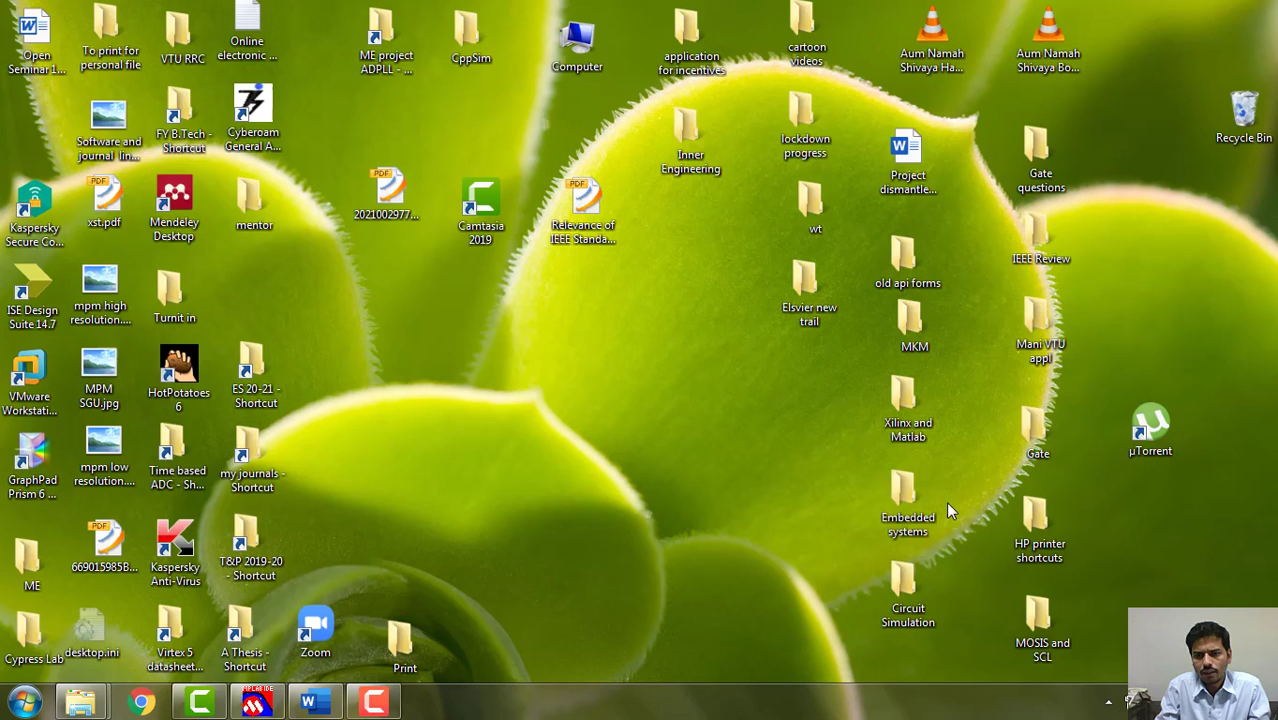 Open
Seminar 1...
To print for
personal file
VTU RRC
Online
electronic ...
ME project
ADPLL - ...
CppSim
Computer
application
for incentives
cartoon
videos
Aum Namah
Shivaya Ha...
Aum Namah
Shivaya Bo...
Recycle Bin
Software and
journal lin...
FY B.Tech -
Shortcut
Cyberoam
General A...
Inner
Engineering
lockdown
progress
Project
dismantle...
Gate
questions
Kaspersky
Secure Co...
PDF
xst.pdf
Mendeley
Desktop
mentor
PDF
2021002977...
Camtasia
2019
PDF
Relevance of
IEEE Standa...
wt
IEEE Review
ISE Design
Suite 14.7
mpm high
resolution....
Turnit in
Elsvier new
trail
old api forms
MKM
Mani VTU
appl
VMware
Workstati...
MPM
SGU.jpg
HotPotatoes
6
ES 20-21 -
Shortcut
Xilinx and
Matlab
Gate
µTorrent
GraphPad
Prism 6 ...
mpm low
resolution....
Time based
ADC - Sh...
my journals -
Shortcut
Embedded
systems
HP printer
shortcuts
ME
PDF
669015985B...
Kaspersky
Anti-Virus
T&P 2019-20
- Shortcut
Circuit
Simulation
MOSIS and
SCL
Cypress Lab
desktop.ini
Virtex 5
datasheet...
A Thesis -
Shortcut
Zoom
Print
MPLAB IDE